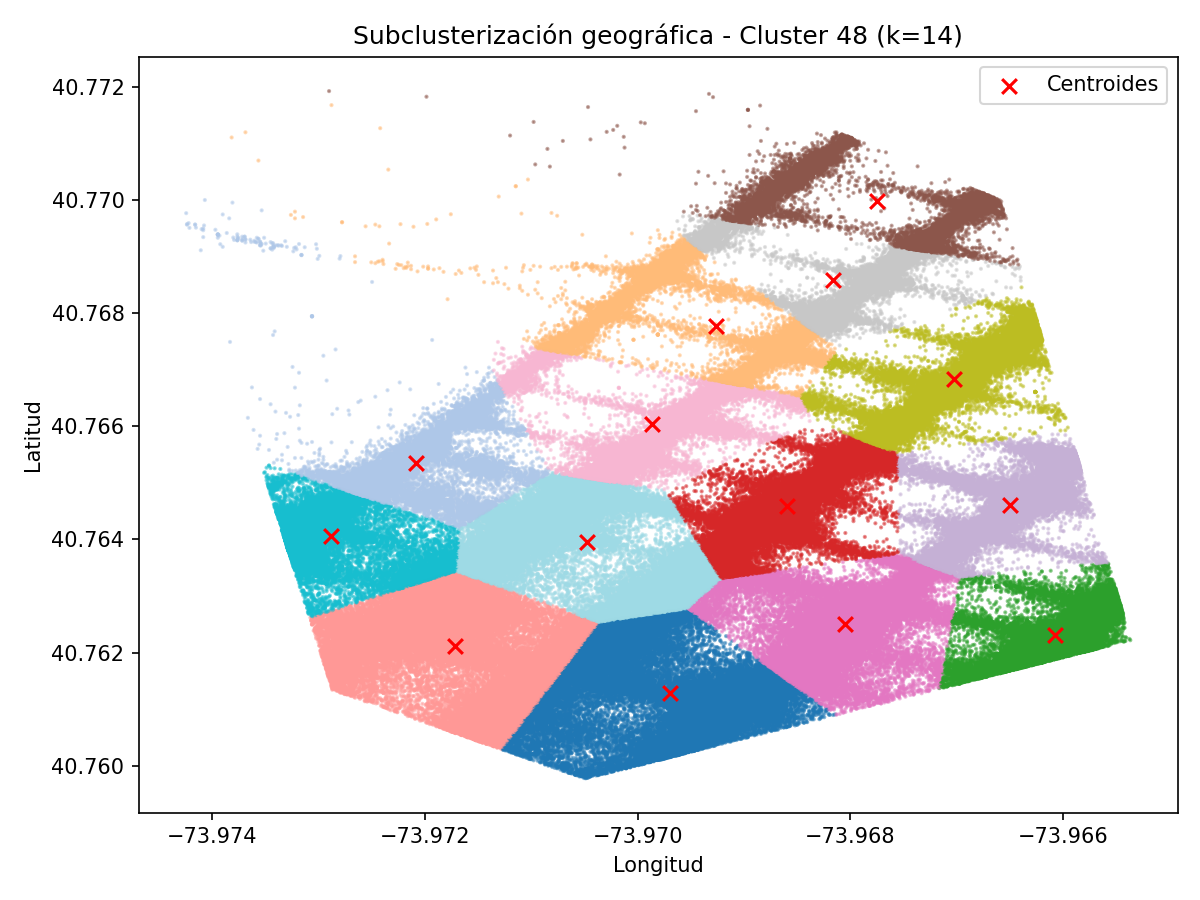 Subclusterización geográfica - Cluster 48 (k=14)
Centroides
40.772
40.770
40.768
40.766
40.764
40.762
40.760
Latitud
−73.974 −73.972 −73.970 −73.968 −73.966
Longitud